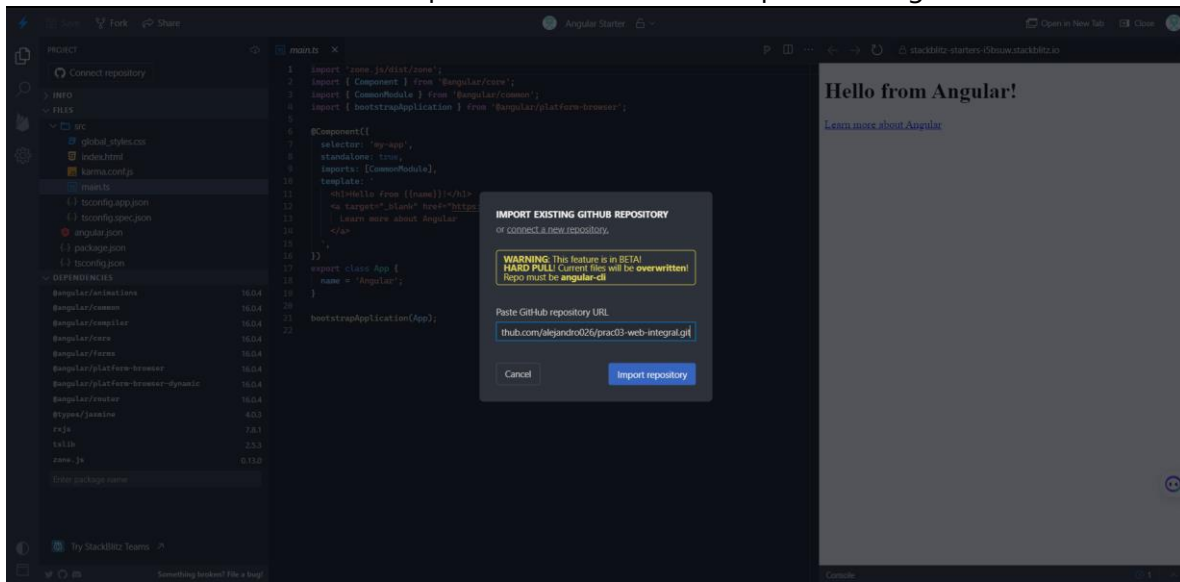 Save Fork Share
Angular Starter
Open in New Tab Close
PROJECT
Connect repository
INFO
FILES
src
global_styles.css
index.html
karma.conf.js
main.ts
tsconfig.app.json
tsconfig.spec.json
angular.json
package.json
tsconfig.json
DEPENDENCIES
@angular/animations 16.0.4
@angular/common 16.0.4
@angular/compiler 16.0.4
@angular/core 16.0.4
@angular/forms 16.0.4
@angular/platform-browser 16.0.4
@angular/platform-browser-dynamic 16.0.4
@angular/router 16.0.4
@types/jasmine 4.0.3
rxjs 7.8.1
tslib 2.5.3
zone.js 0.13.0
Enter package name
Try StackBlitz Teams
Something broken? File a bug!
main.ts
1 import 'zone.js/dist/zone';
2 import { Component } from '@angular/core';
3 import { CommonModule } from '@angular/common';
4 import { bootstrapApplication } from '@angular/platform-browser';
5
6 @Component({
7 selector: 'my-app',
8 standalone: true,
9 imports: [CommonModule],
10 template: `
11 <h1>Hello from {{name}}!</h1>
12 <a target="_blank" href="https:
13 Learn more about Angular
14 </a>
15 `,
16 })
17 export class App {
18 name = 'Angular';
19 }
20
21 bootstrapApplication(App);
22
IMPORT EXISTING GITHUB REPOSITORY
or connect a new repository.
WARNING: This feature is in BETA!
HARD PULL! Current files will be overwritten!
Repo must be angular-cli
Paste GitHub repository URL
thub.com/alejandro026/prac03-web-integral.git
Cancel Import repository
stackblitz-starters-i5bsuw.stackblitz.io
Hello from Angular!
Learn more about Angular
Console 1